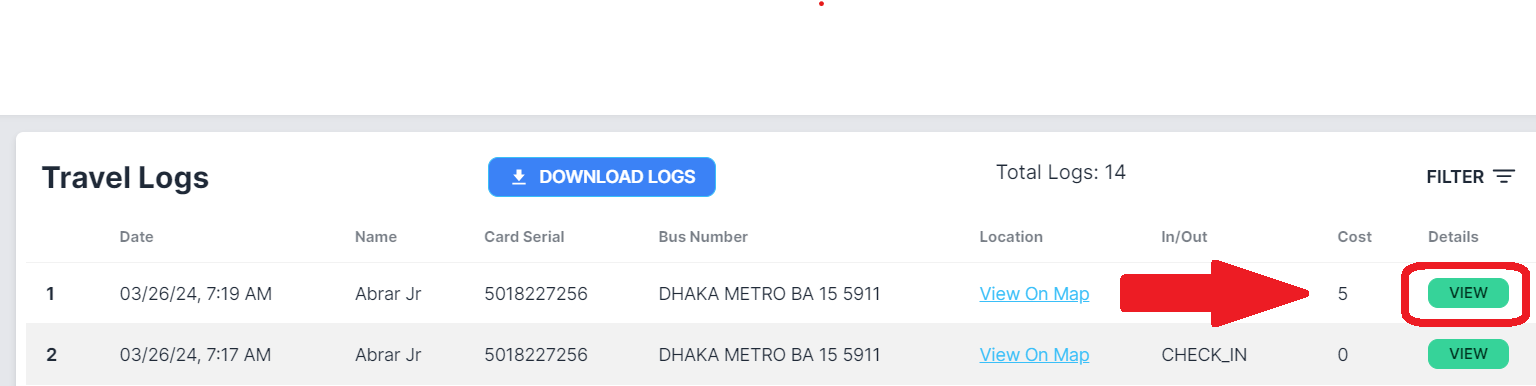 Travel Logs
DOWNLOAD LOGS
Total Logs: 14
FILTER
Date Name Card Serial Bus Number Location In/Out Cost Details
1 03/26/24, 7:19 AM Abrar Jr 5018227256 DHAKA METRO BA 15 5911 View On Map 5 VIEW
2 03/26/24, 7:17 AM Abrar Jr 5018227256 DHAKA METRO BA 15 5911 View On Map CHECK_IN 0 VIEW